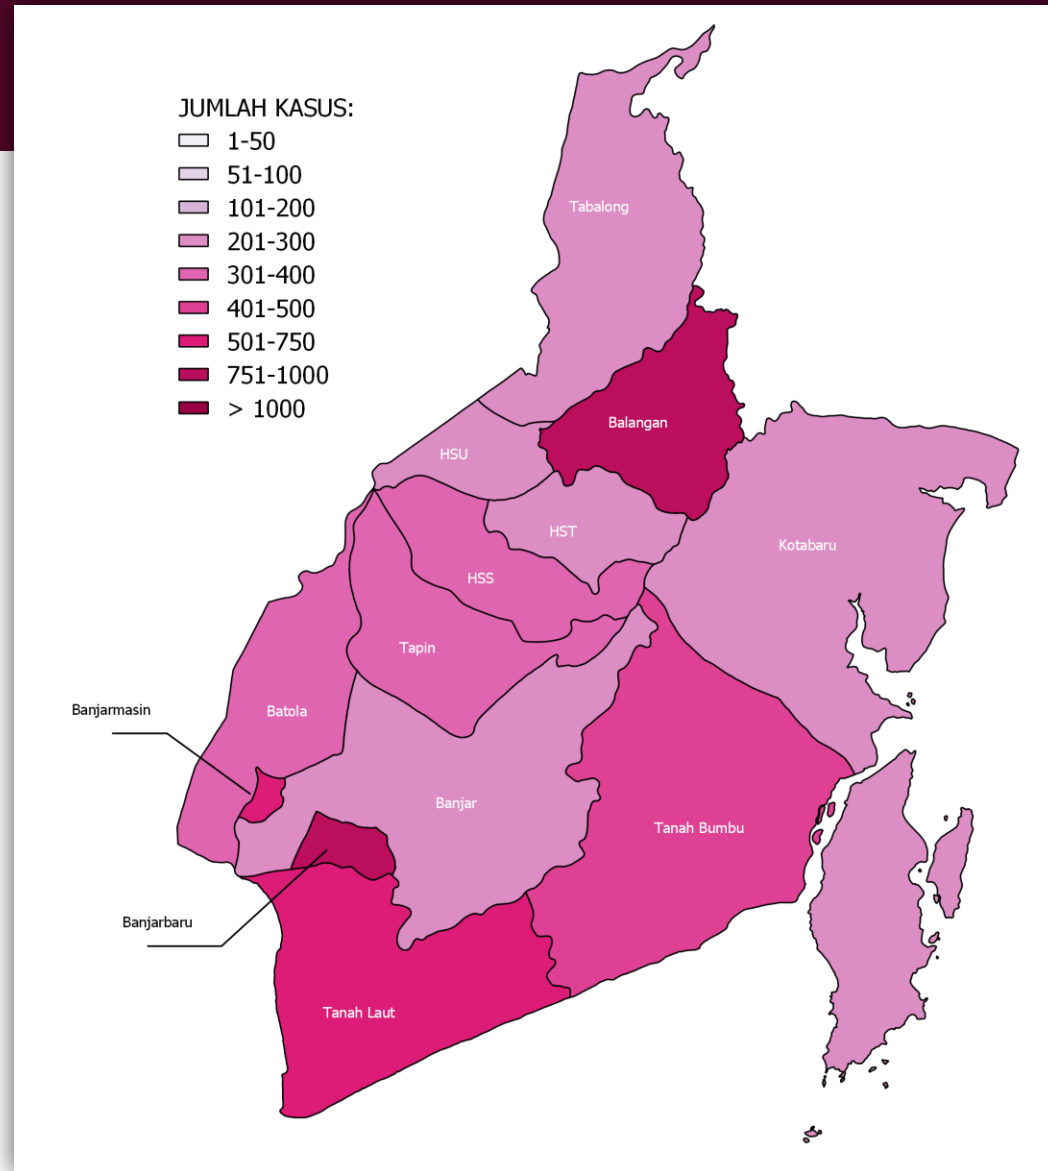 JUMLAH KASUS:
1-50
51-100
101-200
201-300
301-400
401-500
501-750
751-1000
> 1000
Tabalong
Balangan
HSU
HST
Kotabaru
HSS
Tapin
Banjarmasin
Batola
Banjar
Tanah Bumbu
Banjarbaru
Tanah Laut